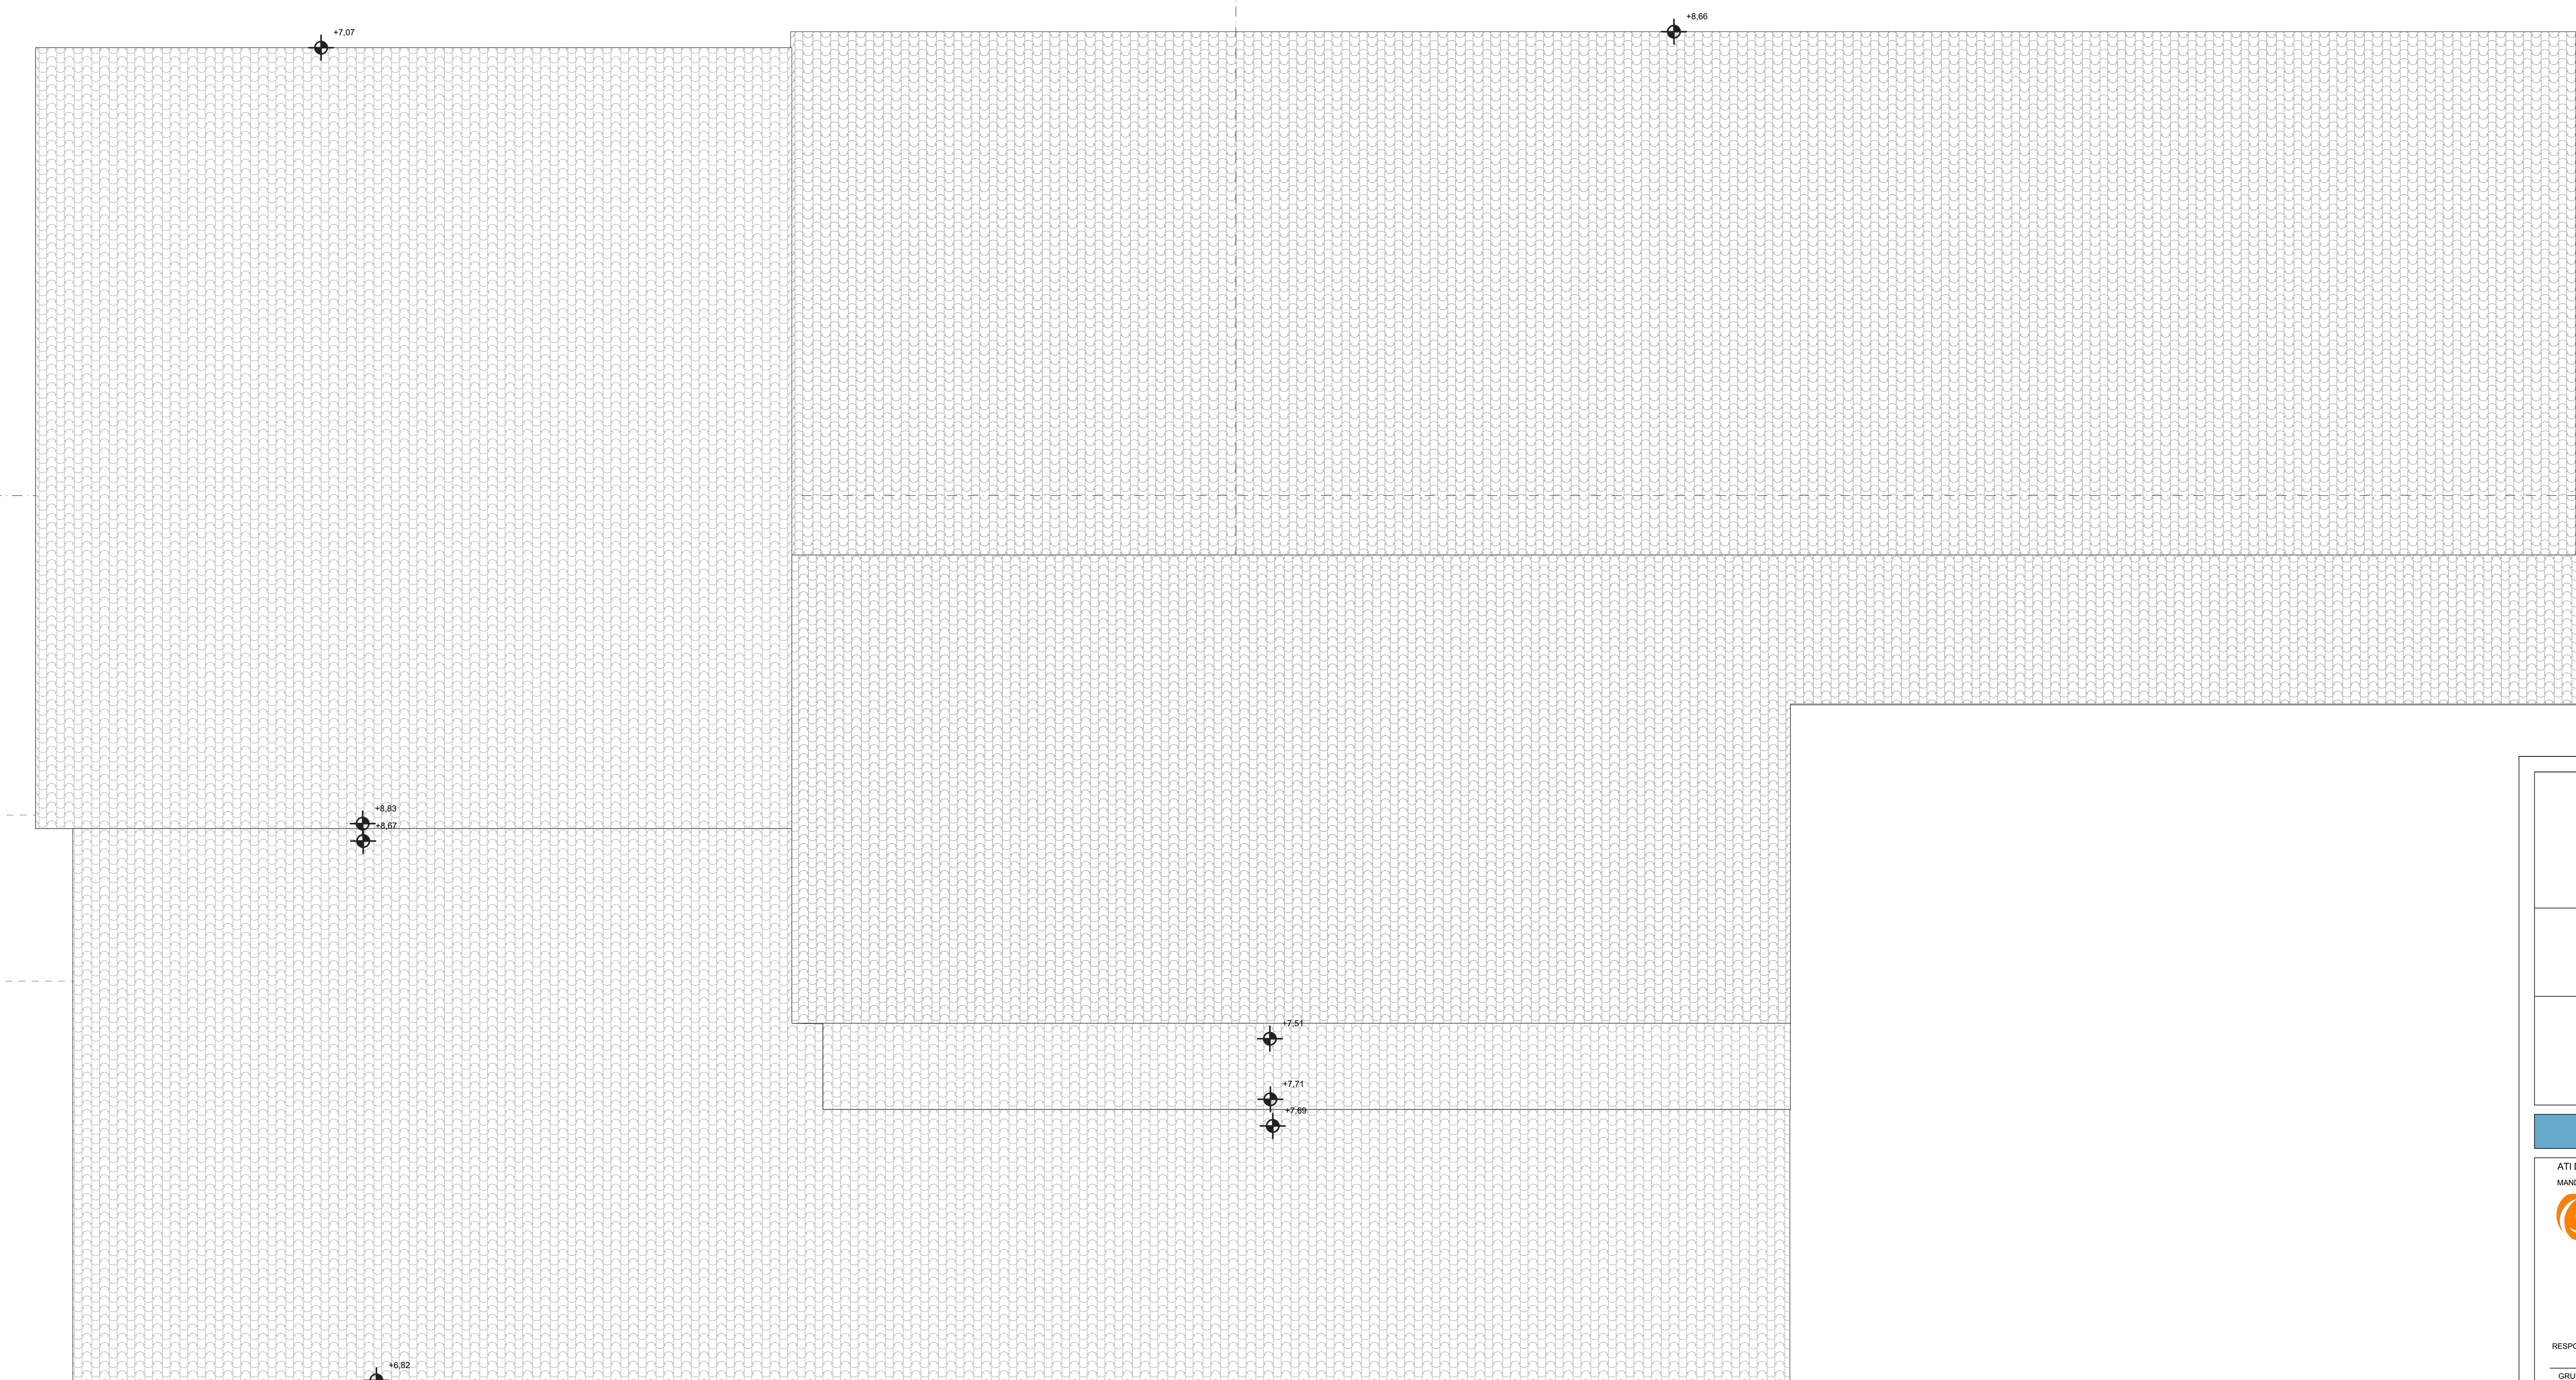 +8,66
+7,07
+8,83
+8,67
+7,51
+7,71
+7,69
ATI
MAND
RESPO
+6,82
GRU